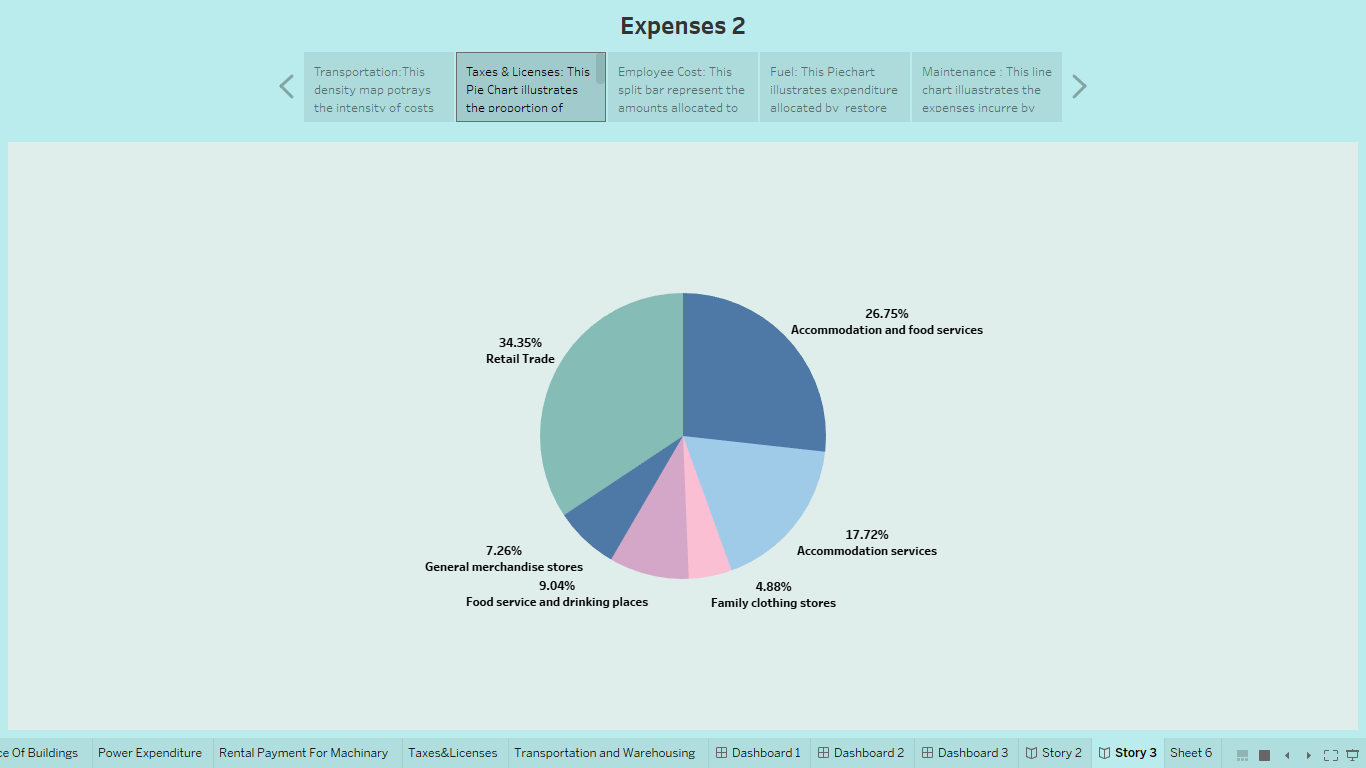 Expenses 2
Transportation:This
density map potrays
the intensity of costs
Taxes & Licenses: This
Pie Chart illustrates
the proportion of
Employee Cost: This
split bar represent the
amounts allocated to
Fuel: This Piechart
illustrates expenditure
allocated by restore
Maintenance : This line
chart illuastrates the
expenses incurre by
26.75%
Accommodation and food services
34.35%
Retail Trade
17.72%
Accommodation services
7.26%
General merchandise stores
9.04%
Food service and drinking places
4.88%
Family clothing stores
ce Of Buildings
Power Expenditure
Rental Payment For Machinary
Taxes&Licenses
Transportation and Warehousing
Dashboard 1
Dashboard 2
Dashboard 3
Story 2
Story 3
Sheet 6